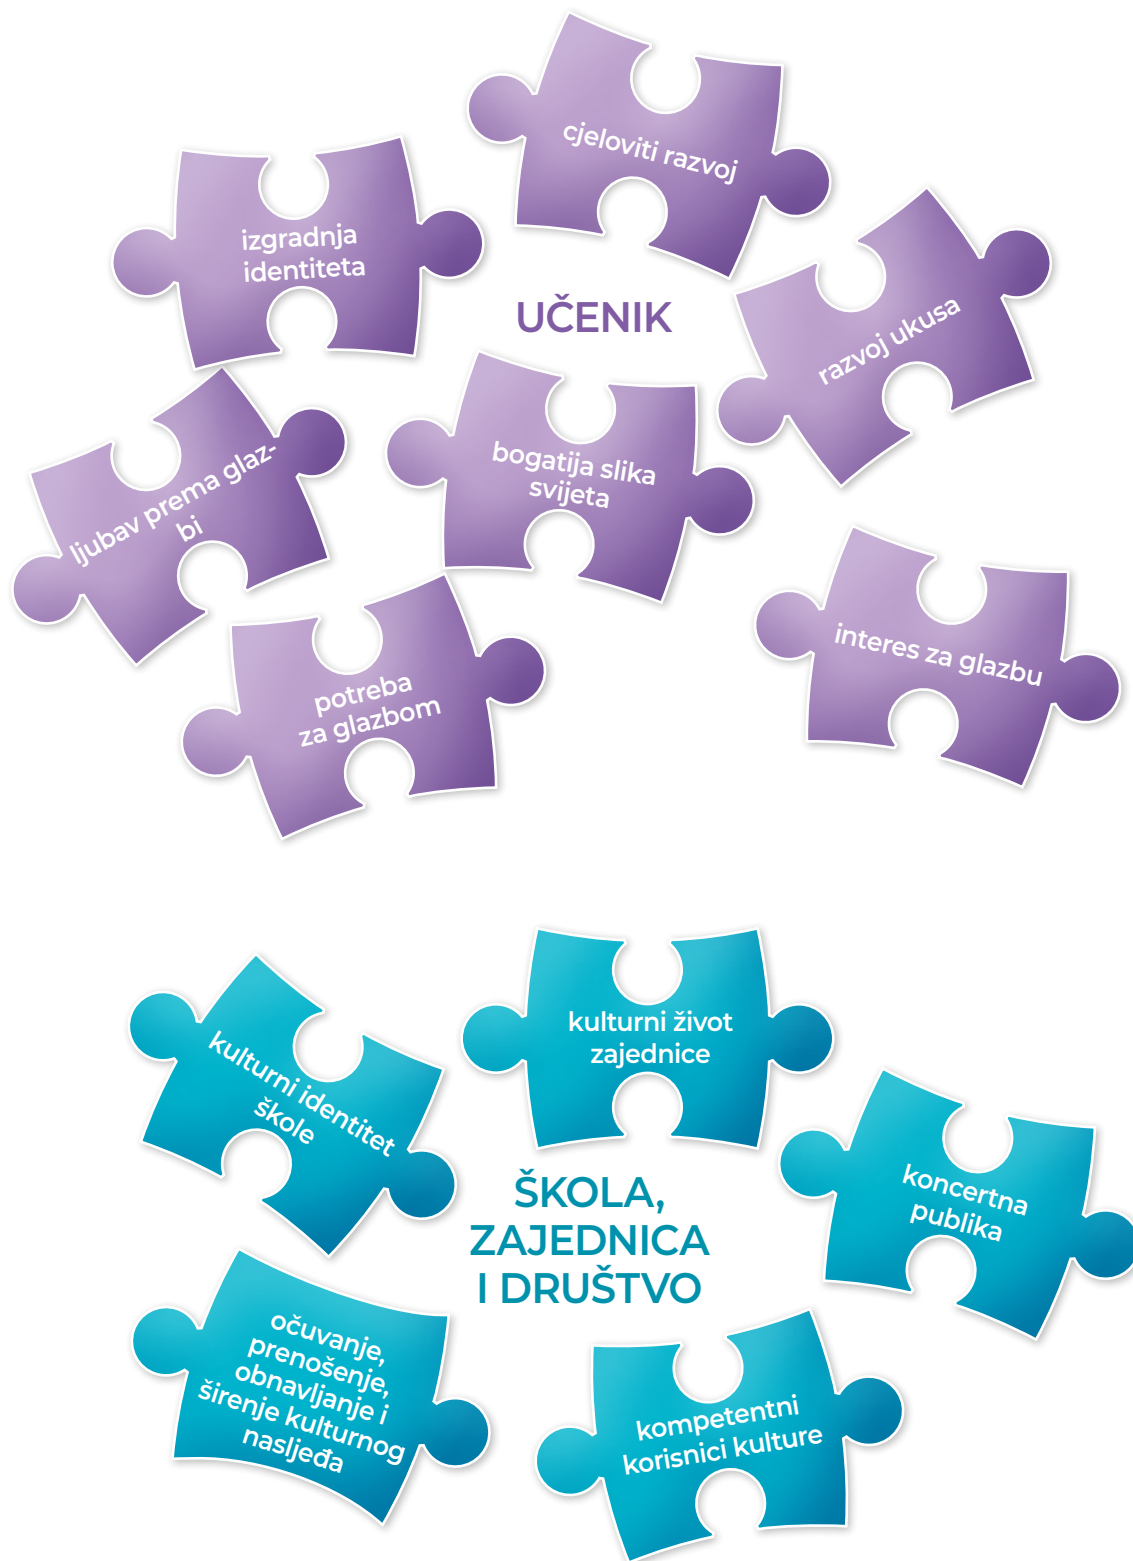 cjeloviti razvoj
izgradnja
identiteta
UČENIK
razvoj ukusa
ljubav prema glaz-
bi
bogatija slika
svijeta
interes za glazbu
potreba
za glazbom
kulturni život
zajednice
kulturni identitet
škole
koncertna
publika
ŠKOLA,
ZAJEDNICA
I DRUŠTVO
očuvanje,
prenošenje,
obnavljanje i
širenje kulturnog
nasljeđa
kompetentni
korisnici kulture